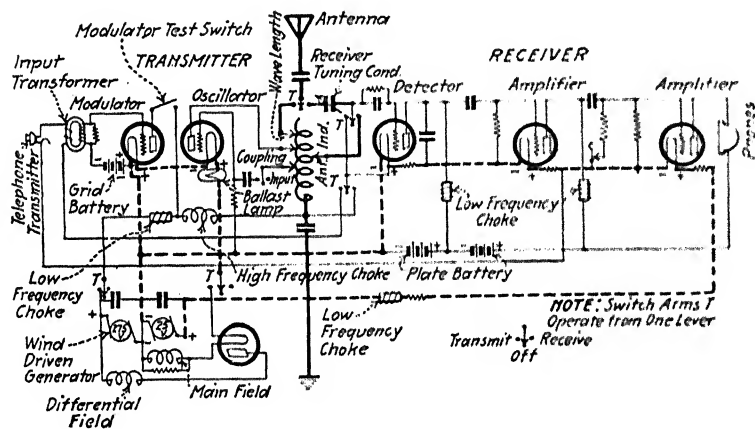 Antenna
Modulator Test Switch
TRANSMITTER
Input
Transformer
Modulator
Oscillator
Wave Length
Receiver
Tuning Cond.
RECEIVER
Detector
Amplifier
Amplifier
T
T
T
T
Phones
Telephone
Transmitter
Grid
Battery
Coupling
Input
Ant. Ind.
Ballast
Lamp
Low Frequency
Choke
Low
Frequency
Choke
High Frequency Choke
Plate Battery
T
T
Low
Frequency
Choke
NOTE: Switch Arms T
Operate from One Lever
Transmit
Receive
Off
275
25
Wind
Driven
Generator
Main Field
Differential
Field